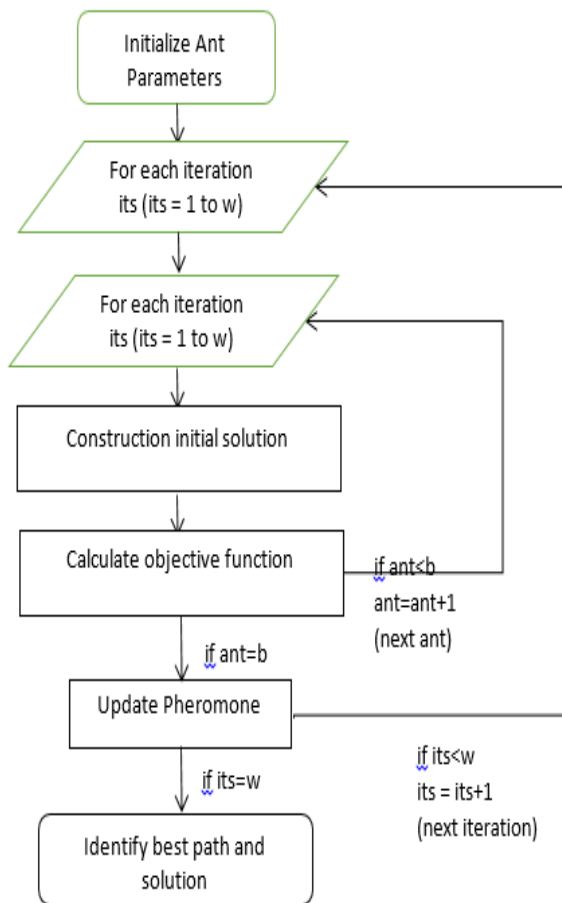 Initialize Ant
Parameters
For each iteration
its (its = 1 to w)
For each iteration
its (its = 1 to w)
Construction initial solution
Calculate objective function
if ant<b
ant=ant+1
(next ant)
if ant=b
Update Pheromone
if its<w
its = its+1
(next iteration)
if its=w
Identify best path and
solution